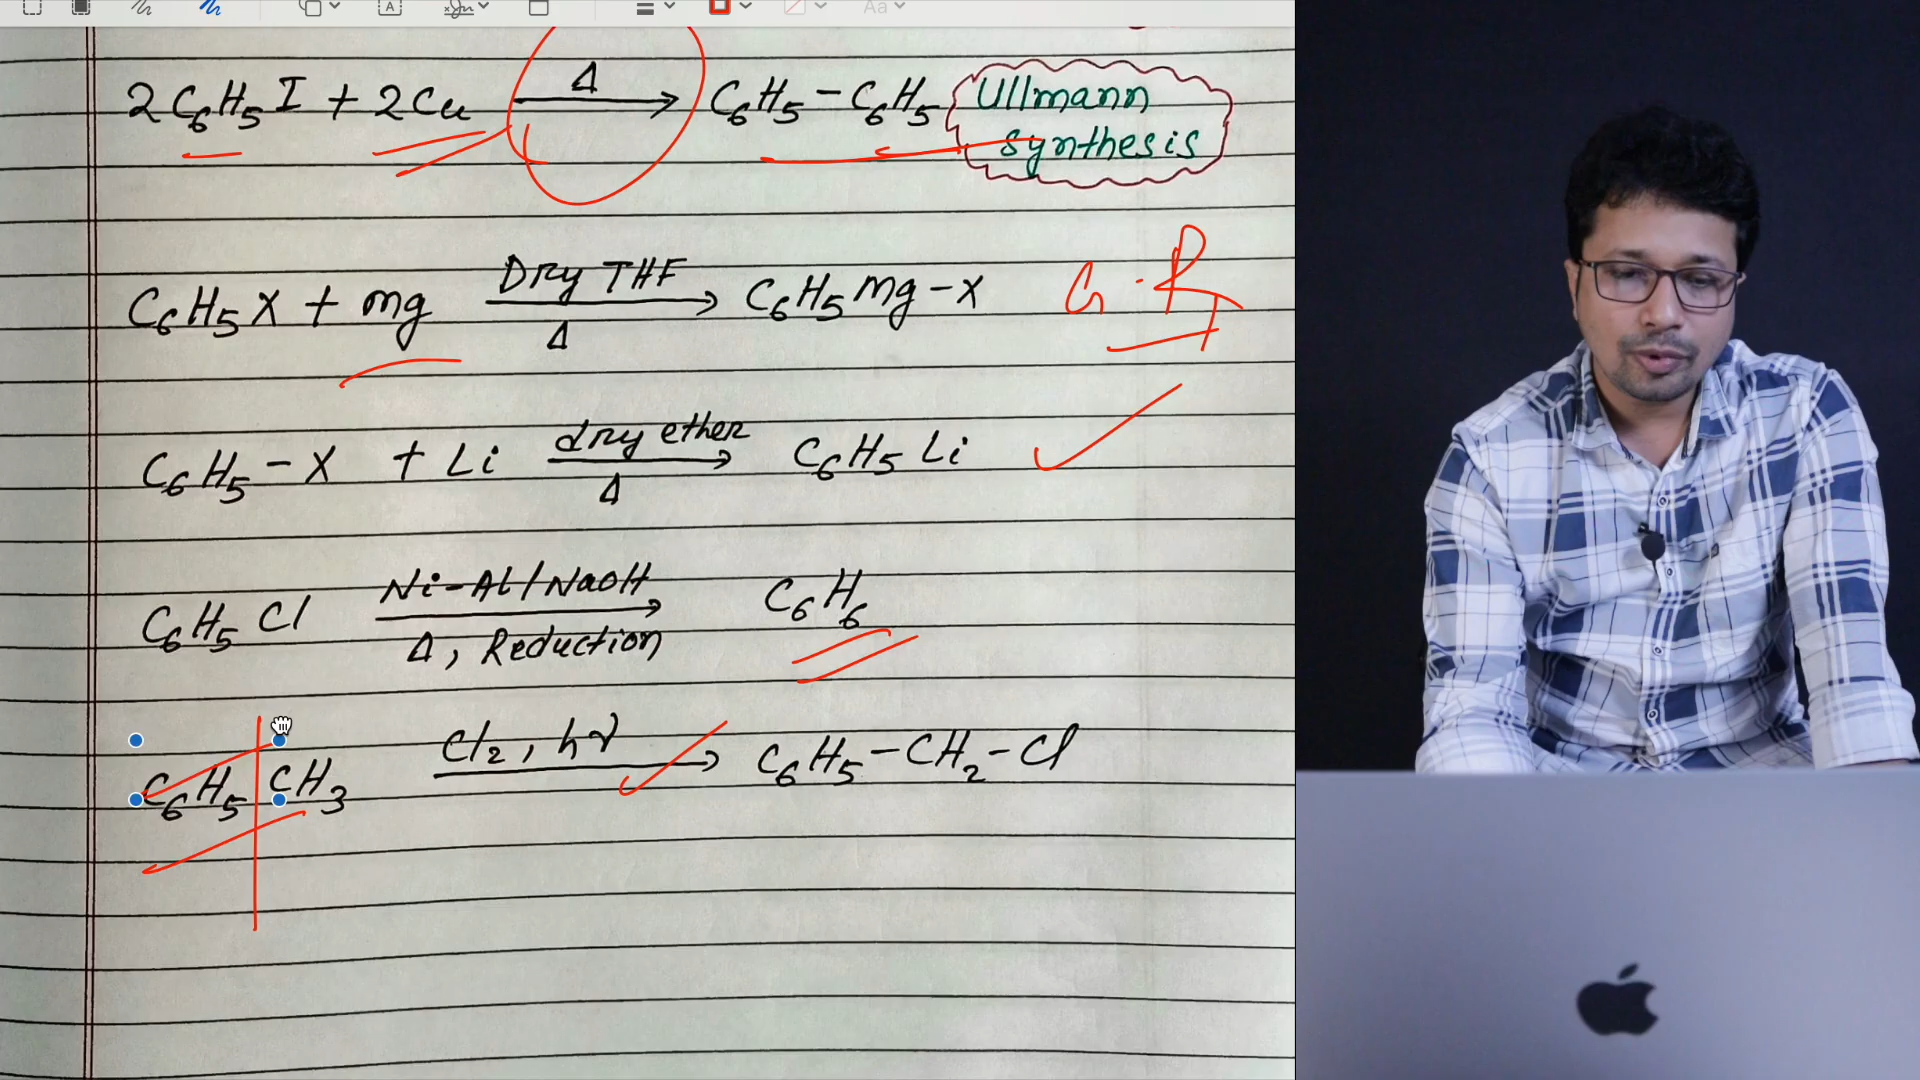 2C6H5I + 2Cu Δ → C6H5-C6H5 Ullmann synthesis
C6H5X + mg Dry THF Δ → C6H5mg-X G.R
C6H5-X + Li dry ether Δ → C6H5Li
C6H5Cl Ni-Al/NaOH Δ, Reduction → C6H6
C6H5CH3 Cl2, hν → C6H5-CH2-Cl
A
Aa